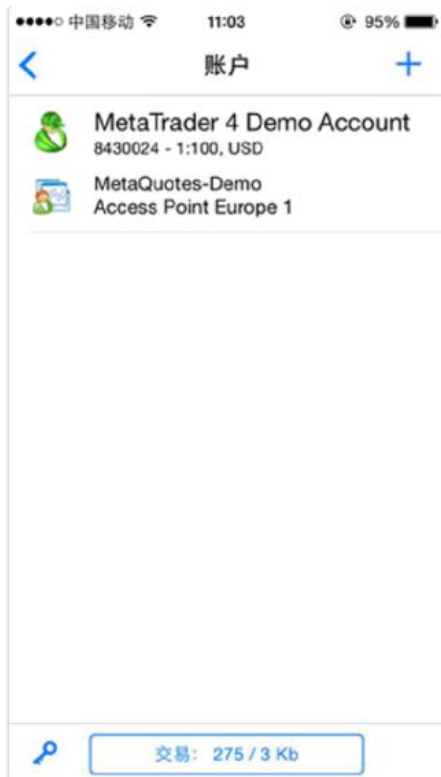 中国移动 11:03 95%
账户
MetaTrader 4 Demo Account
8430024 - 1:100, USD
MetaQuotes-Demo
Access Point Europe 1
交易: 275 / 3 Kb